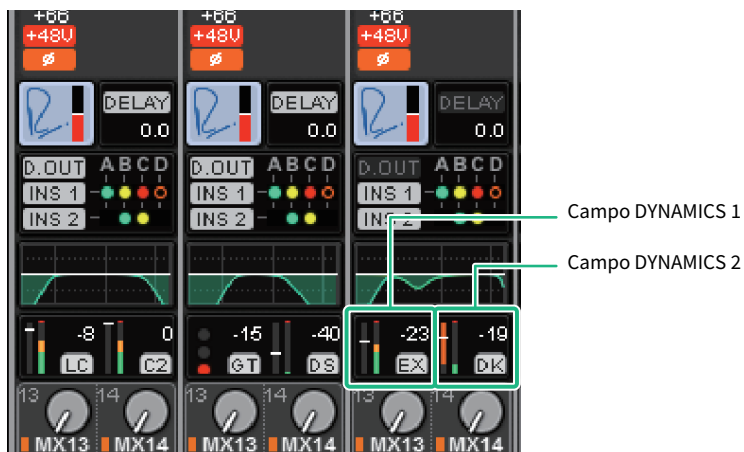 +66 +66 +66
+48V +48V +48V
ø ø ø
DELAY DELAY DELAY
0.0 0.0 0.0
D.OUT A B C D D.OUT A B C D D.OUT A B C D
INS 1 INS 1 INS 1
INS 2 INS 2 INS 2
Campo DYNAMICS 1
Campo DYNAMICS 2
-8 0 -15 -40 -23 -19
LC C2 GT DS EX DK
13 14 13 14 13 14
MX13 MX14 MX13 MX14 MX13 MX14